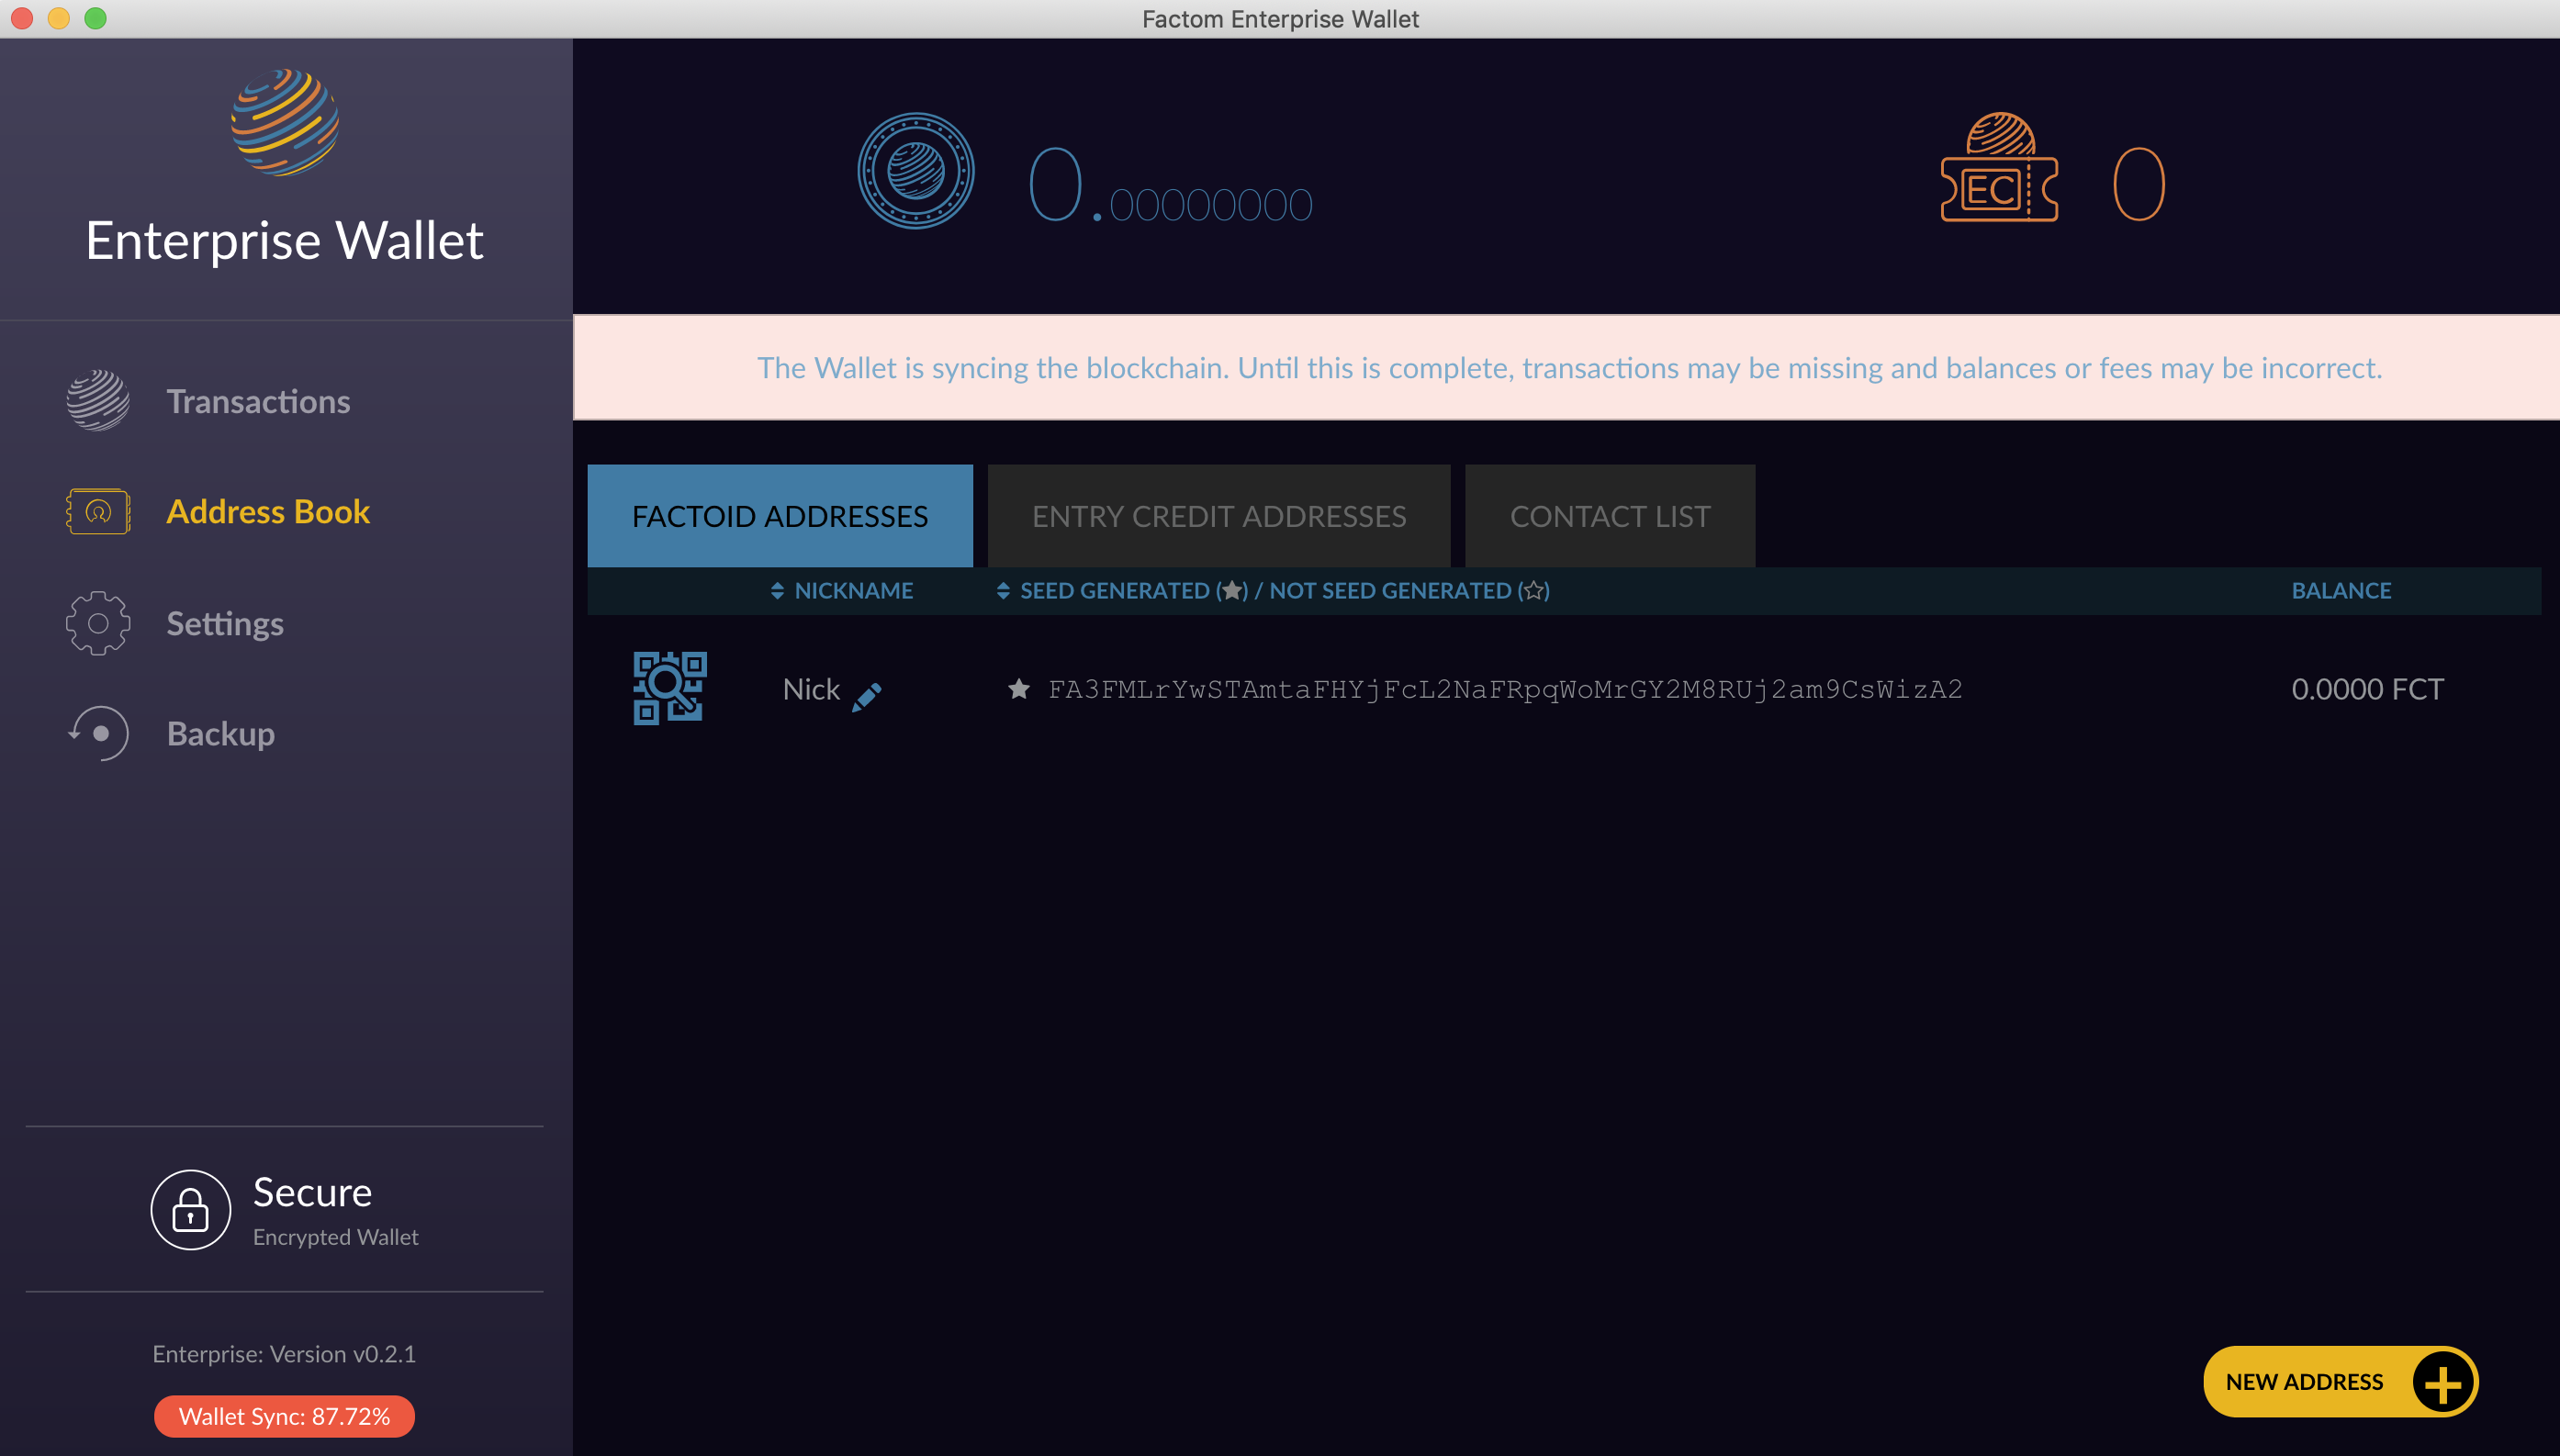 Factom Enterprise Wallet
Enterprise Wallet
Transactions
Address Book
Settings
Backup
Secure
Encrypted Wallet
Enterprise: Version v0.2.1
Wallet Sync: 87.72%
0.00000000
EC
0
The Wallet is syncing the blockchain. Until this is complete, transactions may be missing and balances or fees may be incorrect.
FACTOID ADDRESSES
ENTRY CREDIT ADDRESSES
CONTACT LIST
NICKNAME
SEED GENERATED (★) / NOT SEED GENERATED (☆)
BALANCE
Nick
★ FA3FMLrYwSTAmtaFHYjFcL2NaFRpqWoMrGY2M8RUj2am9CsWizA2
0.0000 FCT
NEW ADDRESS